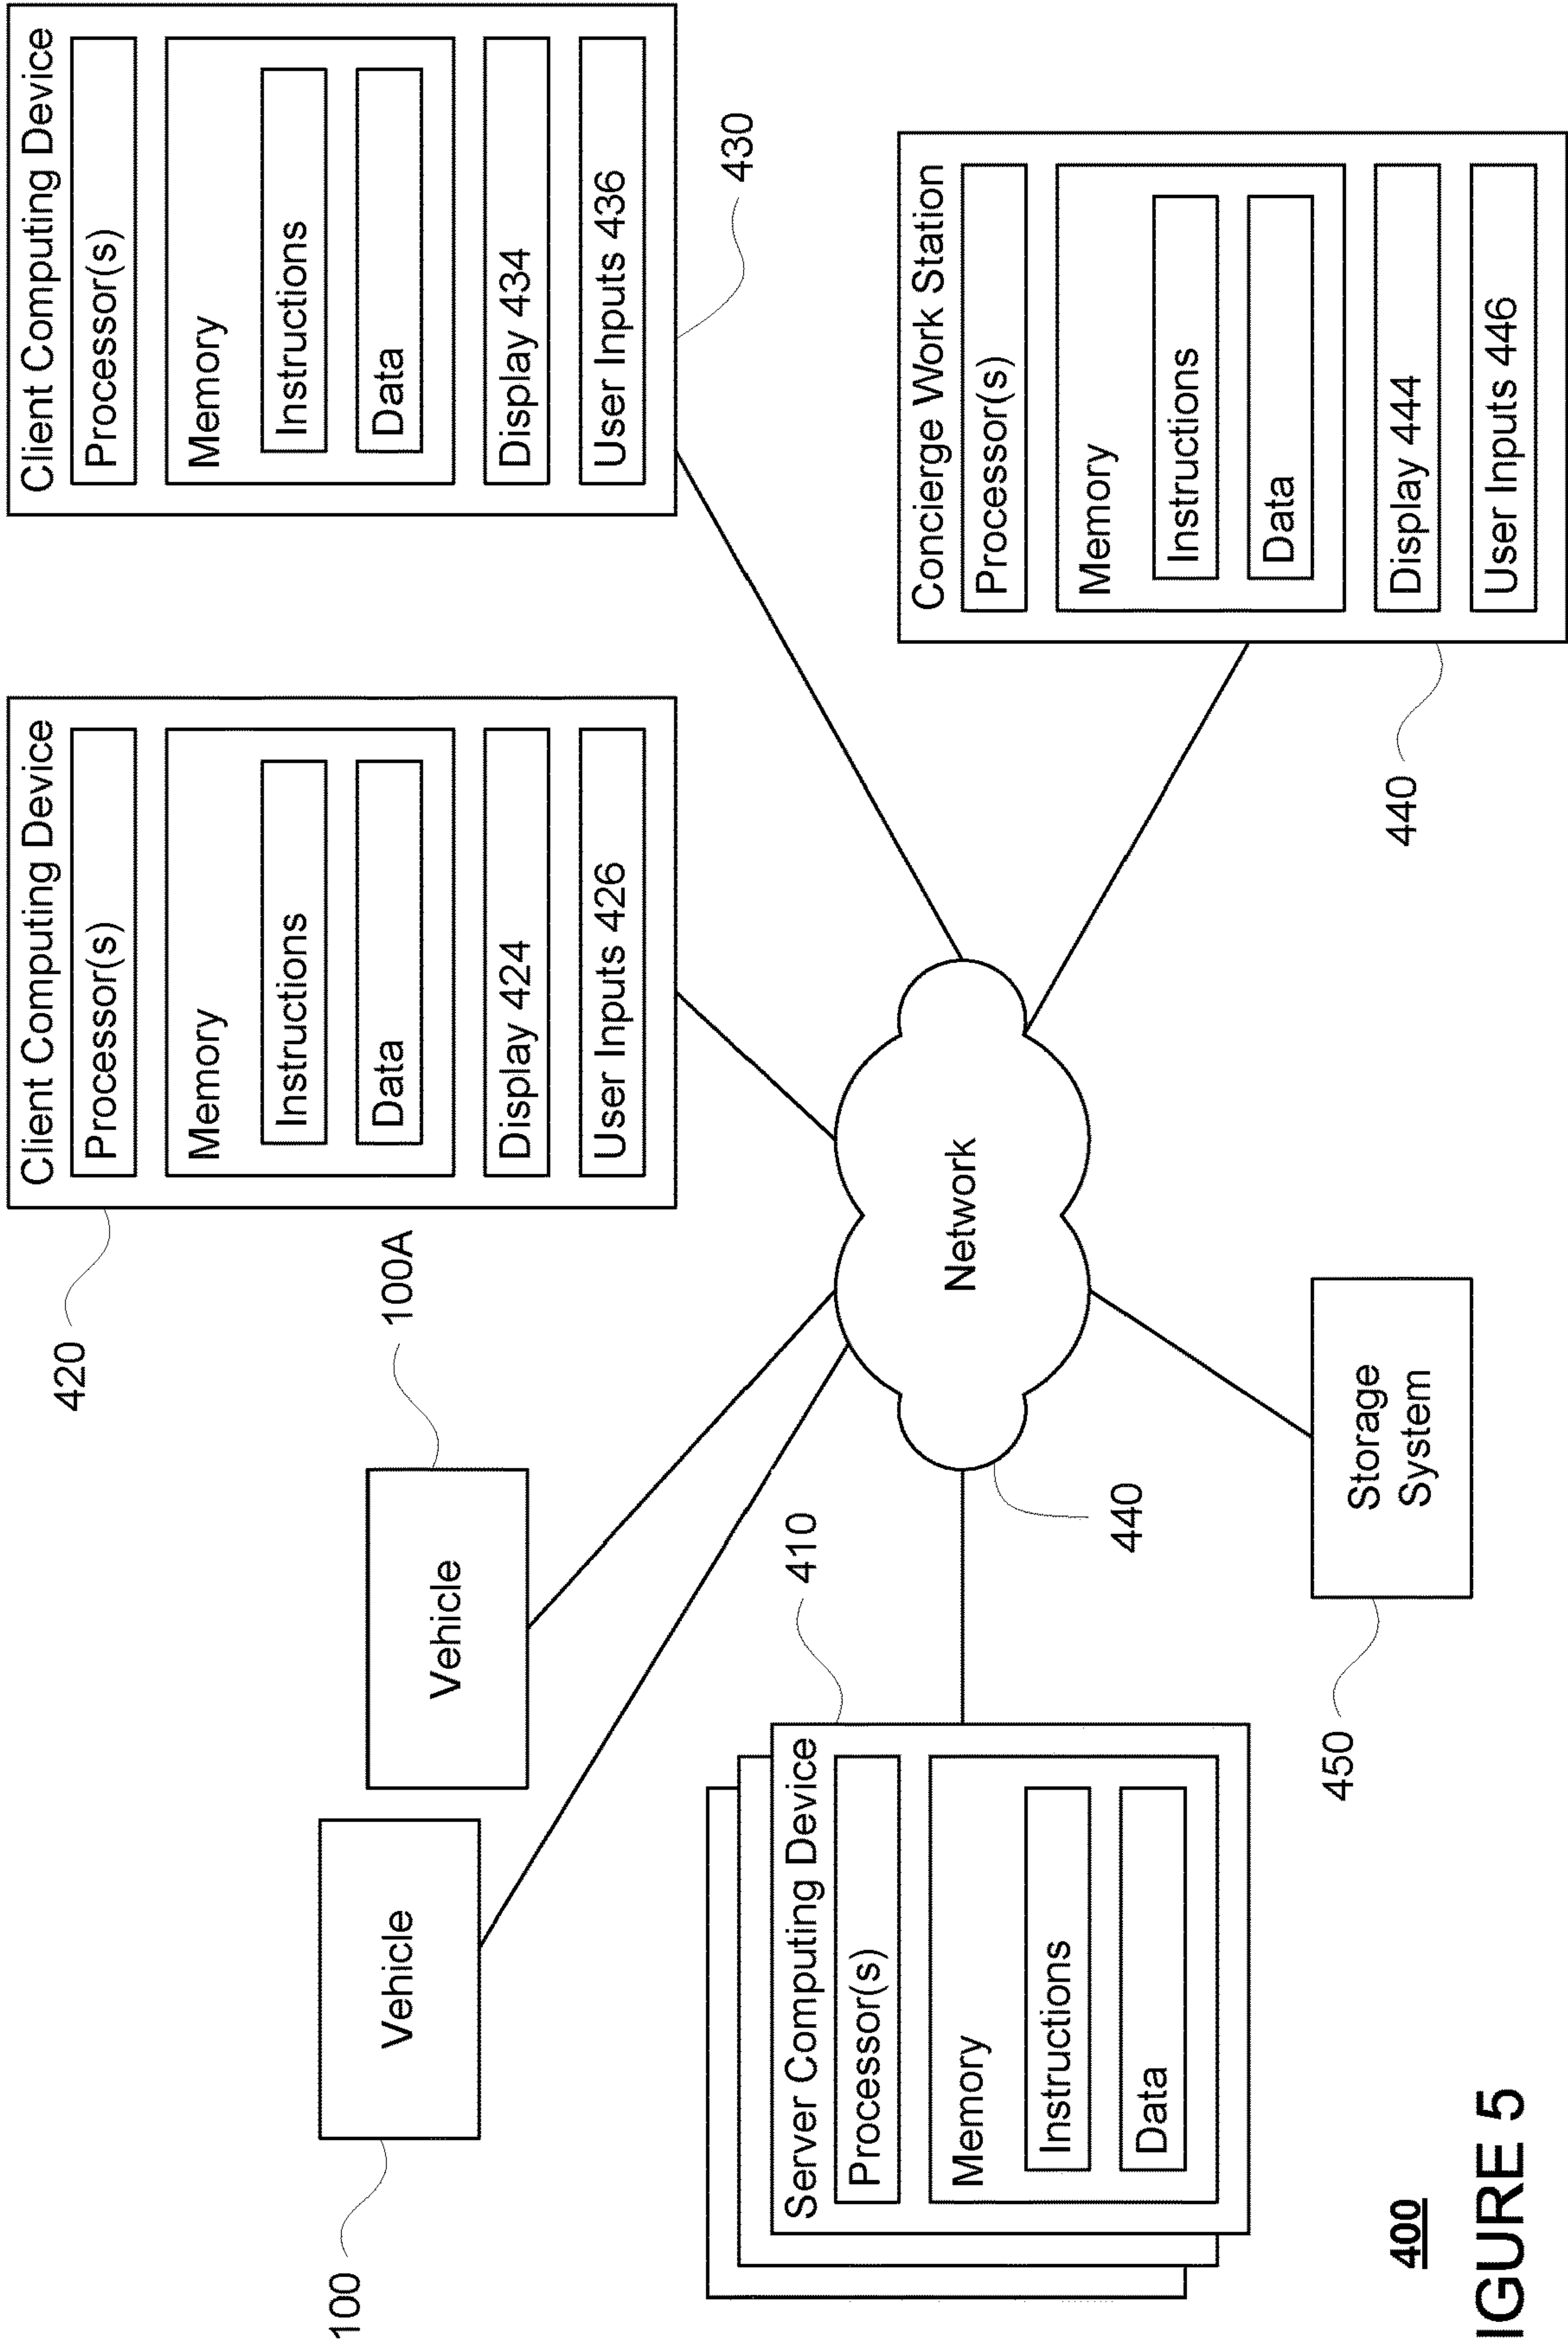 100
Vehicle
Vehicle
100A
420
Client Computing Device
Processor(s)
Memory
Instructions
Data
Display 424
User Inputs 426
Client Computing Device
Processor(s)
Memory
Instructions
Data
Display 434
User Inputs 436
430
Server Computing Device
Processor(s)
Memory
Instructions
Data
410
Network
440
Storage
System
450
Concierge Work Station
Processor(s)
Memory
Instructions
Data
Display 444
User Inputs 446
440
400
IGURE 5